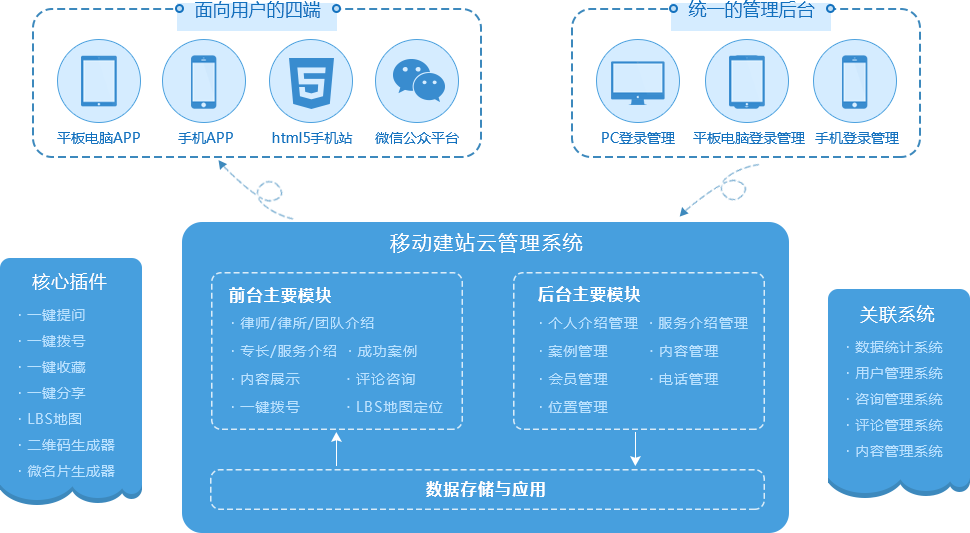 面向用户的四端
平板电脑APP
手机APP
html5手机站
微信公众平台
统一的管理后台
PC登录管理
平板电脑登录管理
手机登录管理
移动建站云管理系统
前台主要模块
· 律师/律所/团队介绍
· 专长/服务介绍 · 成功案例
· 内容展示 · 评论咨询
· 一键拨号 · LBS地图定位
后台主要模块
· 个人介绍管理 · 服务介绍管理
· 案例管理 · 内容管理
· 会员管理 · 电话管理
· 位置管理
数据存储与应用
核心插件
· 一键提问
· 一键拨号
· 一键收藏
· 一键分享
· LBS地图
· 二维码生成器
· 微名片生成器
关联系统
· 数据统计系统
· 用户管理系统
· 咨询管理系统
· 评论管理系统
· 内容管理系统